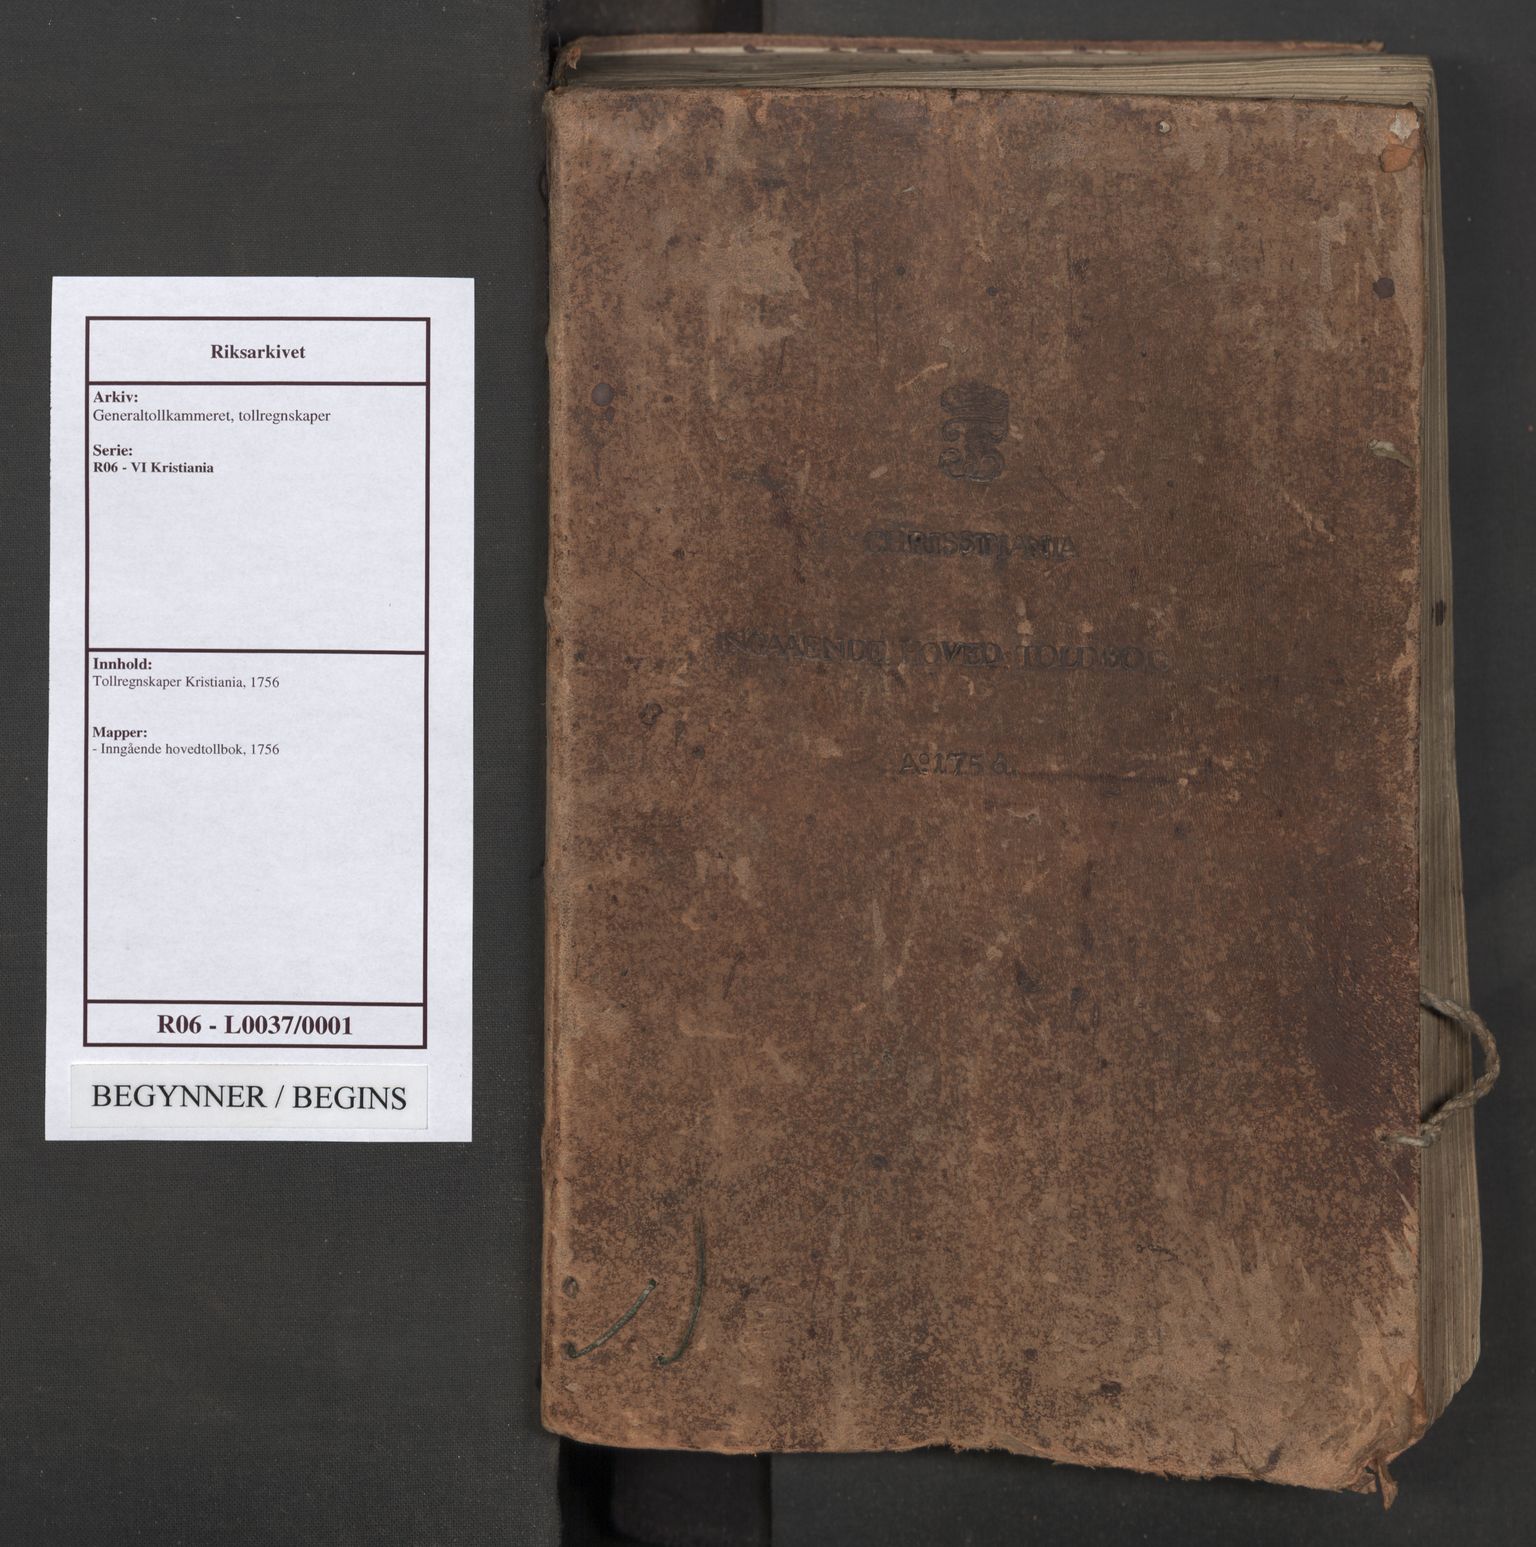 Riksarkivet
Arkiv:
Generaltollkammeret, tollregnskaper
Serie:
R06 - VI Kristiania
Innhold:
Tollregnskaper Kristiania, 1756
Mapper:
- Inngående hovedtollbok, 1756
R06 - L0037/0001
BEGYNNER / BEGINS
CHRISSTJANIA
INGAAENDE HOVED TOLDBOG
Ao 1756.